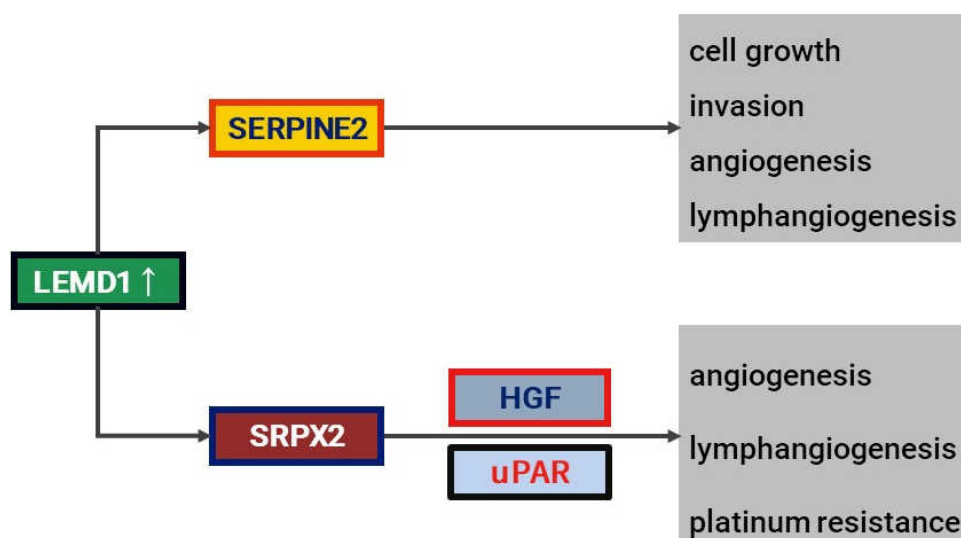 cell growth
invasion
angiogenesis
lymphangiogenesis
SERPINE2
LEMD1 ↑
SRPX2
HGF
uPAR
angiogenesis
lymphangiogenesis
platinum resistance